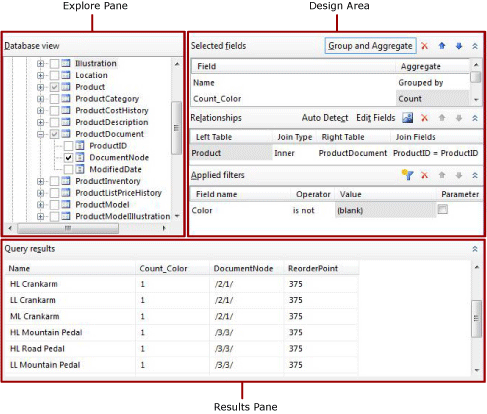 Explore Pane
Design Area
Database view
Illustration
Location
Product
ProductCategory
ProductCostHistory
ProductDescription
ProductDocument
ProductID
DocumentNode
ModifiedDate
ProductInventory
ProductListPriceHistory
ProductModel
ProductModelIllustration
Selected fields Group and Aggregate
Field Aggregate
Name Grouped by
Count_Color Count
Relationships Auto Detect Edit Fields
Left Table Join Type Right Table Join Fields
Product Inner ProductDocument ProductID = ProductID
Applied filters
Field name Operator Value Parameter
Color is not (blank)
Query results
Name Count_Color DocumentNode ReorderPoint
HL Crankarm 1 /2/1/ 375
LL Crankarm 1 /2/1/ 375
ML Crankarm 1 /2/1/ 375
HL Mountain Pedal 1 /3/3/ 375
HL Road Pedal 1 /3/3/ 375
LL Mountain Pedal 1 /3/3/ 375
Results Pane